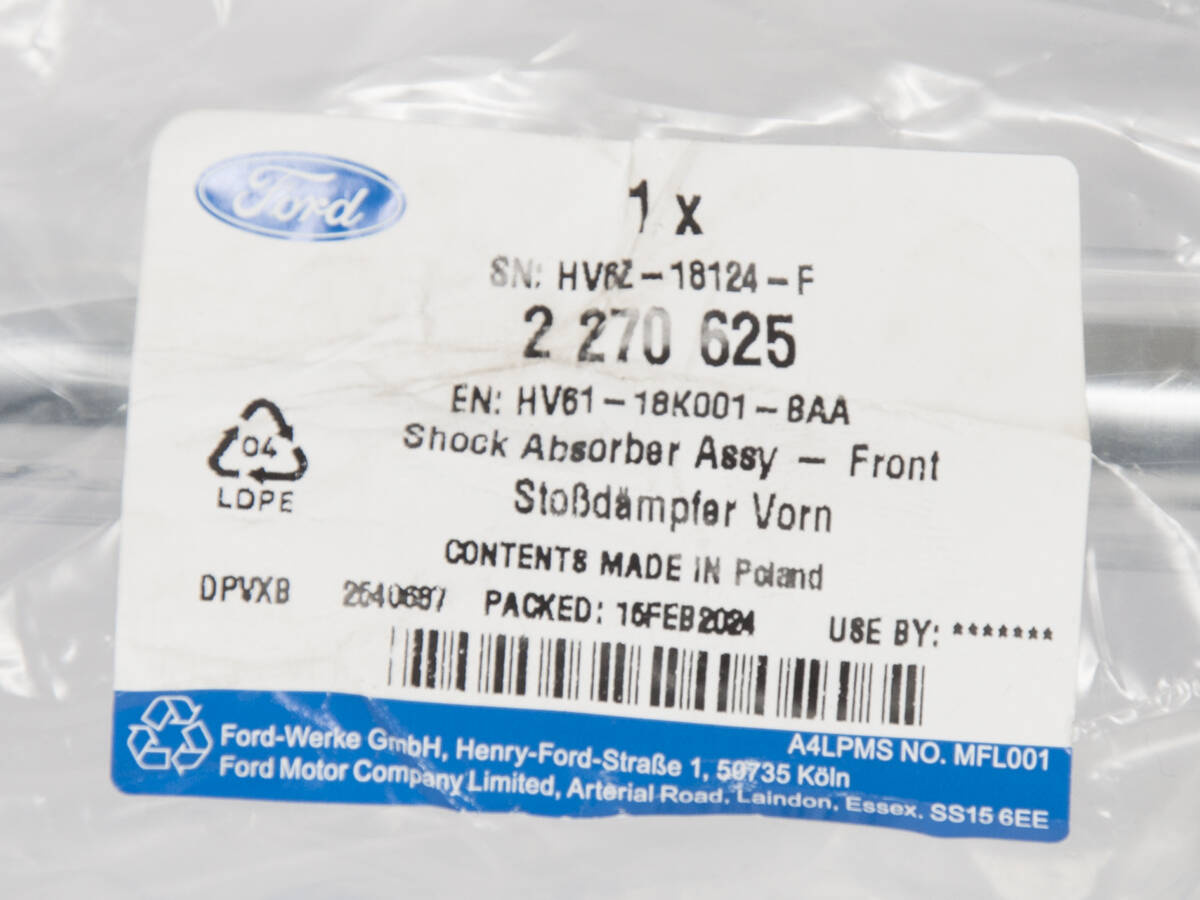 Ford
1 x
SN: HV6Z-18124-F
2 270 625
EN: HV61-18K001-BAA
Shock Absorber Assy - Front
Stoßdämpfer Vorn
04
LDPE
CONTENTS MADE IN Poland
DPVXB 2640687 PACKED: 15FEB2024 USE BY: *******
A4LPMS NO. MFL001
Ford-Werke GmbH, Henry-Ford-Straße 1, 50735 Köln
Ford Motor Company Limited, Arterial Road, Laindon, Essex. SS15 6EE